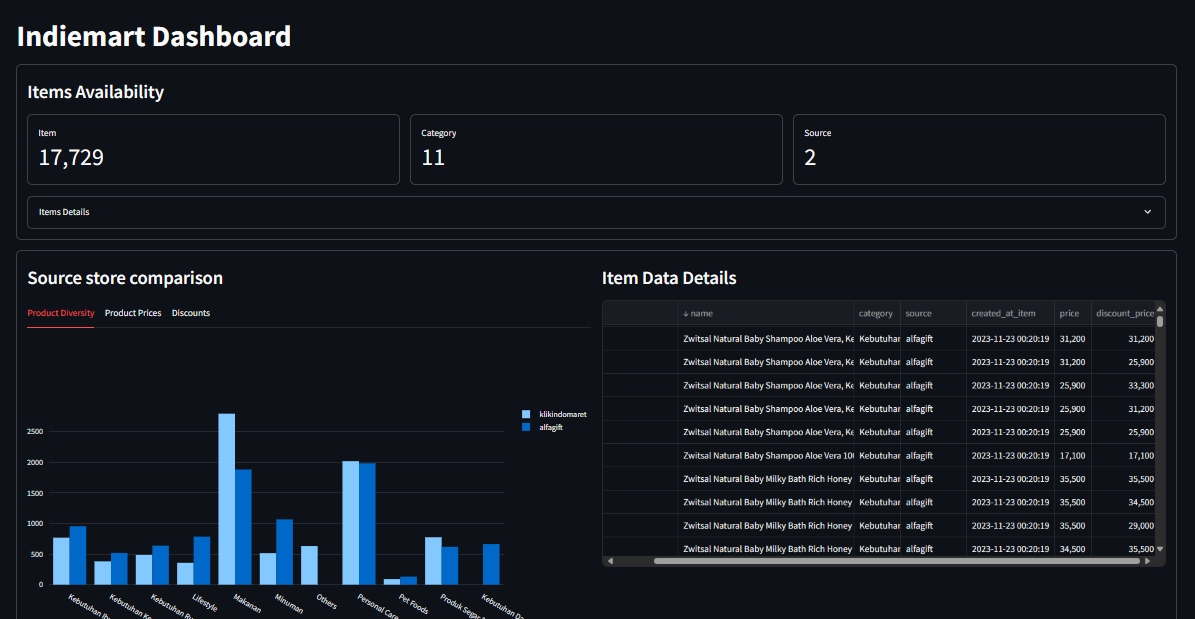 Indiemart Dashboard
Items Availability
Item
17,729
Category
11
Source
2
Items Details
Source store comparison
Product Diversity Product Prices Discounts
klikindomaret
alfagift
2500
2000
1500
1000
500
0
Kebutuhan Kebutuhan Kebutuhan Lifestyle Makanan Minuman Others Personal Care Pet Foods Produk Segar Kebutuhan
Item Data Details
↓ name category source created_at_item price discount_price
Zwitsal Natural Baby Shampoo Aloe Vera, Ke Kebutuhan alfagift 2023-11-23 00:20:19 31,200 31,200
Zwitsal Natural Baby Shampoo Aloe Vera, Ke Kebutuhan alfagift 2023-11-23 00:20:19 31,200 25,900
Zwitsal Natural Baby Shampoo Aloe Vera, Ke Kebutuhan alfagift 2023-11-23 00:20:19 25,900 33,300
Zwitsal Natural Baby Shampoo Aloe Vera, Ke Kebutuhan alfagift 2023-11-23 00:20:19 25,900 31,200
Zwitsal Natural Baby Shampoo Aloe Vera, Ke Kebutuhan alfagift 2023-11-23 00:20:19 25,900 25,900
Zwitsal Natural Baby Shampoo Aloe Vera 100 Kebutuhan alfagift 2023-11-23 00:20:19 17,100 17,100
Zwitsal Natural Baby Milky Bath Rich Honey Kebutuhan alfagift 2023-11-23 00:20:19 35,500 35,500
Zwitsal Natural Baby Milky Bath Rich Honey Kebutuhan alfagift 2023-11-23 00:20:19 35,500 34,500
Zwitsal Natural Baby Milky Bath Rich Honey Kebutuhan alfagift 2023-11-23 00:20:19 35,500 29,000
Zwitsal Natural Baby Milky Bath Rich Honey Kebutuhan alfagift 2023-11-23 00:20:19 34,500 35,500